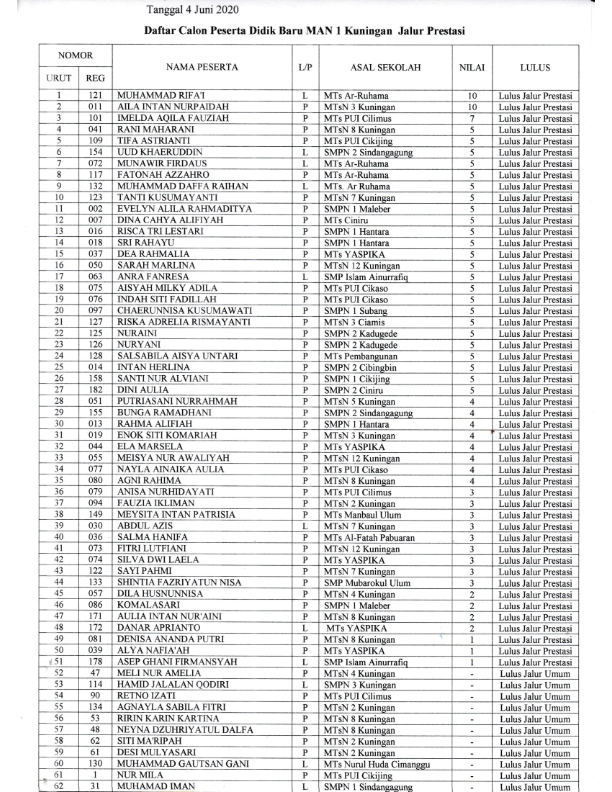 Tanggal 4 Juni 2020
Daftar Calon Peserta Didik Baru MAN 1 Kuningan Jalur Prestasi
NOMOR NAMA PESERTA L/P ASAL SEKOLAH NILAI LULUS
URUT REG
1 121 MUHAMMAD RIFA'I L MTs Ar-Ruhama 10 Lulus Jalur Prestasi
2 011 AILA INTAN NURPAIDAH P MTsN 3 Kuningan 10 Lulus Jalur Prestasi
3 101 IMELDA AQILA FAUZIAH P MTs PUI Cilimus 7 Lulus Jalur Prestasi
4 041 RANI MAHARANI P MTsN 8 Kuningan 5 Lulus Jalur Prestasi
5 109 TIFA ASTRIANTI P MTs PUI Cikijing 5 Lulus Jalur Prestasi
6 154 UUD KHAERUDDIN L SMPN 2 Sindangagung 5 Lulus Jalur Prestasi
7 072 MUNAWIR FIRDAUS L MTs Ar-Ruhama 5 Lulus Jalur Prestasi
8 117 FATONAH AZZAHRO P MTs Ar-Ruhama 5 Lulus Jalur Prestasi
9 132 MUHAMMAD DAFFA RAIHAN L MTs. Ar Ruhama 5 Lulus Jalur Prestasi
10 123 TANTI KUSUMAYANTI P MTsN 7 Kuningan 5 Lulus Jalur Prestasi
11 002 EVELYN ALILA RAHMADITYA P SMPN 1 Maleber 5 Lulus Jalur Prestasi
12 007 DINA CAHYA ALIFIYAH P MTs Ciniru 5 Lulus Jalur Prestasi
13 016 RISCA TRI LESTARI P SMPN 1 Hantara 5 Lulus Jalur Prestasi
14 018 SRI RAHAYU P SMPN 1 Hantara 5 Lulus Jalur Prestasi
15 037 DEA RAHMALIA P MTs YASPIKA 5 Lulus Jalur Prestasi
16 050 SARAH MARLINA P MTsN 12 Kuningan 5 Lulus Jalur Prestasi
17 063 ANRA FANRESA L SMP Islam Ainurrafiq 5 Lulus Jalur Prestasi
18 075 AISYAH MILKY ADILA P MTs PUI Cikaso 5 Lulus Jalur Prestasi
19 076 INDAH SITI FADILLAH P MTs PUI Cikaso 5 Lulus Jalur Prestasi
20 097 CHAERUNNISA KUSUMAWATI P SMPN 1 Subang 5 Lulus Jalur Prestasi
21 127 RISKA ADRELIA RISMAYANTI P MTsN 3 Ciamis 5 Lulus Jalur Prestasi
22 125 NURAINI P SMPN 2 Kadugede 5 Lulus Jalur Prestasi
23 126 NURYANI P SMPN 2 Kadugede 5 Lulus Jalur Prestasi
24 128 SALSABILA AISYA UNTARI P MTs Pembangunan 5 Lulus Jalur Prestasi
25 014 INTAN HERLINA P SMPN 2 Cibingbin 5 Lulus Jalur Prestasi
26 158 SANTI NUR ALVIANI P SMPN 1 Cikijing 5 Lulus Jalur Prestasi
27 182 DINI AULIA P SMPN 2 Ciniru 5 Lulus Jalur Prestasi
28 051 PUTRIASANI NURRAHMAH P MTsN 5 Kuningan 4 Lulus Jalur Prestasi
29 155 BUNGA RAMADHANI P SMPN 2 Sindangagung 4 Lulus Jalur Prestasi
30 013 RAHMA ALIFIAH P SMPN 1 Hantara 4 Lulus Jalur Prestasi
31 019 ENOK SITI KOMARIAH P MTsN 3 Kuningan 4 Lulus Jalur Prestasi
32 044 ELA MARSELA P MTs YASPIKA 4 Lulus Jalur Prestasi
33 055 MEISYA NUR AWALIYAH P MTsN 12 Kuningan 4 Lulus Jalur Prestasi
34 077 NAYLA AINAIKA AULIA P MTs PUI Cikaso 4 Lulus Jalur Prestasi
35 080 AGNI RAHIMA P MTsN 8 Kuningan 4 Lulus Jalur Prestasi
36 079 ANISA NURHIDAYATI P MTs PUI Cilimus 3 Lulus Jalur Prestasi
37 094 FAUZIA IKLIMAN P MTsN 2 Kuningan 3 Lulus Jalur Prestasi
38 149 MEYSITA INTAN PATRISIA P MTs Manbaul Ulum 3 Lulus Jalur Prestasi
39 030 ABDUL AZIS L MTsN 7 Kuningan 3 Lulus Jalur Prestasi
40 036 SALMA HANIFA P MTs Al-Fatah Pabuaran 3 Lulus Jalur Prestasi
41 073 FITRI LUTFIANI P MTsN 12 Kuningan 3 Lulus Jalur Prestasi
42 074 SILVA DWI LAELA P MTs YASPIKA 3 Lulus Jalur Prestasi
43 122 SAYI PAHMI P MTsN 7 Kuningan 3 Lulus Jalur Prestasi
44 133 SHINTIA FAZRIYATUN NISA P SMP Mubarokul Ulum 3 Lulus Jalur Prestasi
45 057 DILA HUSNUNNISA P MTsN 4 Kuningan 2 Lulus Jalur Prestasi
46 086 KOMALASARI P SMPN 1 Maleber 2 Lulus Jalur Prestasi
47 171 AULIA INTAN NUR'AINI P MTsN 8 Kuningan 2 Lulus Jalur Prestasi
48 172 DANAR APRIANTO L MTs YASPIKA 2 Lulus Jalur Prestasi
49 081 DENISA ANANDA PUTRI P MTsN 8 Kuningan 1 Lulus Jalur Prestasi
50 039 ALYA NAFIA'AH P MTs YASPIKA 1 Lulus Jalur Prestasi
51 178 ASEP GHANI FIRMANSYAH L SMP Islam Ainurrafiq 1 Lulus Jalur Prestasi
52 47 MELI NUR AMELIA P MTsN 4 Kuningan - Lulus Jalur Umum
53 114 HAMID JALALAN QODIRI L SMPN 3 Kuningan - Lulus Jalur Umum
54 90 RETNO IZATI P MTs PUI Cilimus - Lulus Jalur Umum
55 134 AGNAYLA SABILA FITRI P MTsN 2 Kuningan - Lulus Jalur Umum
56 53 RIRIN KARIN KARTINA P MTsN 8 Kuningan - Lulus Jalur Umum
57 48 NEYNA DZUHRIYATUL DALFA P MTsN 8 Kuningan - Lulus Jalur Umum
58 62 SITI MA'RIPAH P MTsN 2 Kuningan - Lulus Jalur Umum
59 61 DESI MULYASARI P MTsN 2 Kuningan - Lulus Jalur Umum
60 130 MUHAMMAD GAUTSAN GANI L MTs Nurul Huda Cimanggu - Lulus Jalur Umum
61 1 NUR MILA P MTs PUI Cikijing - Lulus Jalur Umum
62 31 MUHAMAD IMAN L SMPN 1 Sindangagung - Lulus Jalur Umum